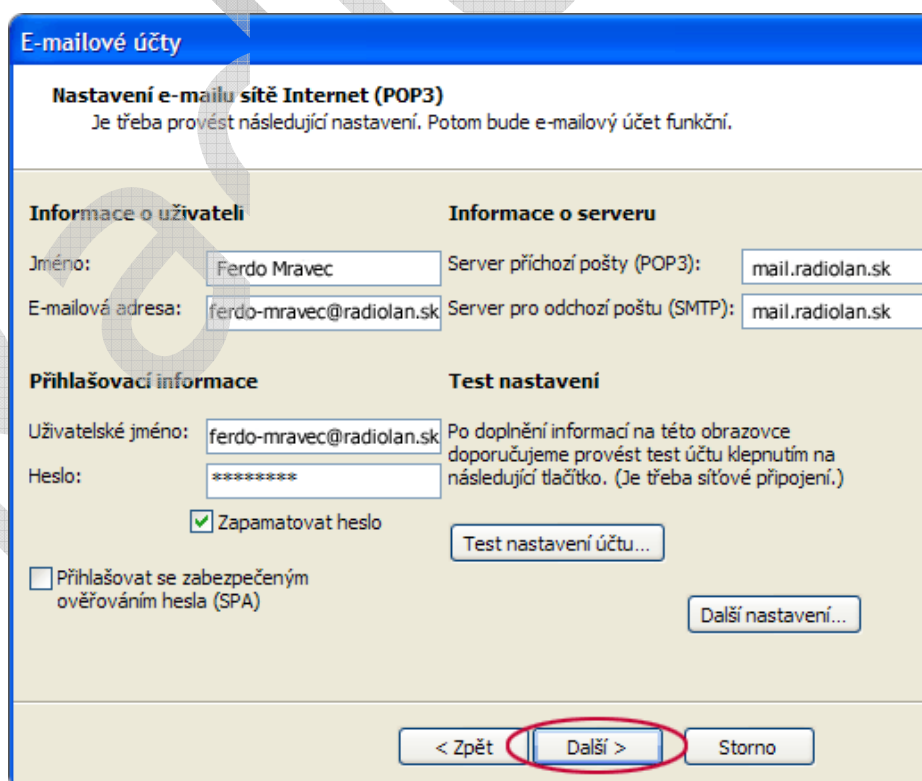 E-mailové účty
Nastavení e-mailu sítě Internet (POP3)
Je třeba provést následující nastavení. Potom bude e-mailový účet funkční.
Informace o uživateli
Jméno: Ferdo Mravec
E-mailová adresa: ferdo-mravec@radiolan.sk
Informace o serveru
Server příchozí pošty (POP3): mail.radiolan.sk
Server pro odchozí poštu (SMTP): mail.radiolan.sk
Přihlašovací informace
Uživatelské jméno: ferdo-mravec@radiolan.sk
Heslo: *********
Zapamatovat heslo
Přihlašovat se zabezpečeným
ověřováním hesla (SPA)
Test nastavení
Po doplnění informací na této obrazovce
doporučujeme provést test účtu klepnutím na
následující tlačítko. (Je třeba síťové připojení.)
Test nastavení účtu...
Další nastavení...
< Zpět Další > Storno